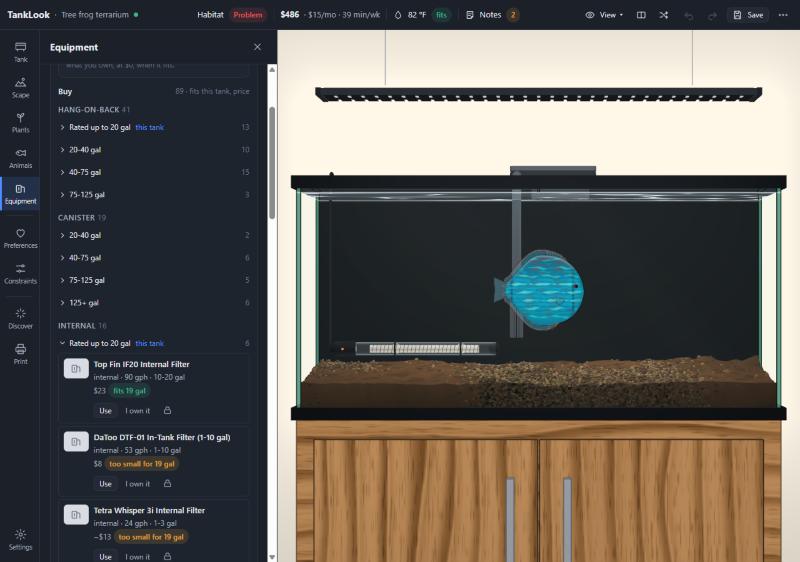 TankLook · Tree frog terrarium
Habitat Problem
$486 · $15/mo · 39 min/wk
82 °F fits
Notes 2
View
Save
Tank
Scape
Plants
Animals
Equipment
Preferences
Constraints
Discover
Print
Settings
Equipment
what you own, at $0, when it fits.
Buy 89 · fits this tank, price
HANG-ON-BACK 41
Rated up to 20 gal this tank 13
20-40 gal 10
40-75 gal 15
75-125 gal 3
CANISTER 19
20-40 gal 2
40-75 gal 6
75-125 gal 5
125+ gal 6
INTERNAL 16
Rated up to 20 gal this tank 6
Top Fin IF20 Internal Filter
internal · 90 gph · 10-20 gal
$23 fits 19 gal
Use I own it
DaToo DTF-01 In-Tank Filter (1-10 gal)
internal · 53 gph · 1-10 gal
$8 too small for 19 gal
Use I own it
Tetra Whisper 3i Internal Filter
internal · 24 gph · 1-3 gal
~$13 too small for 19 gal
Use I own it